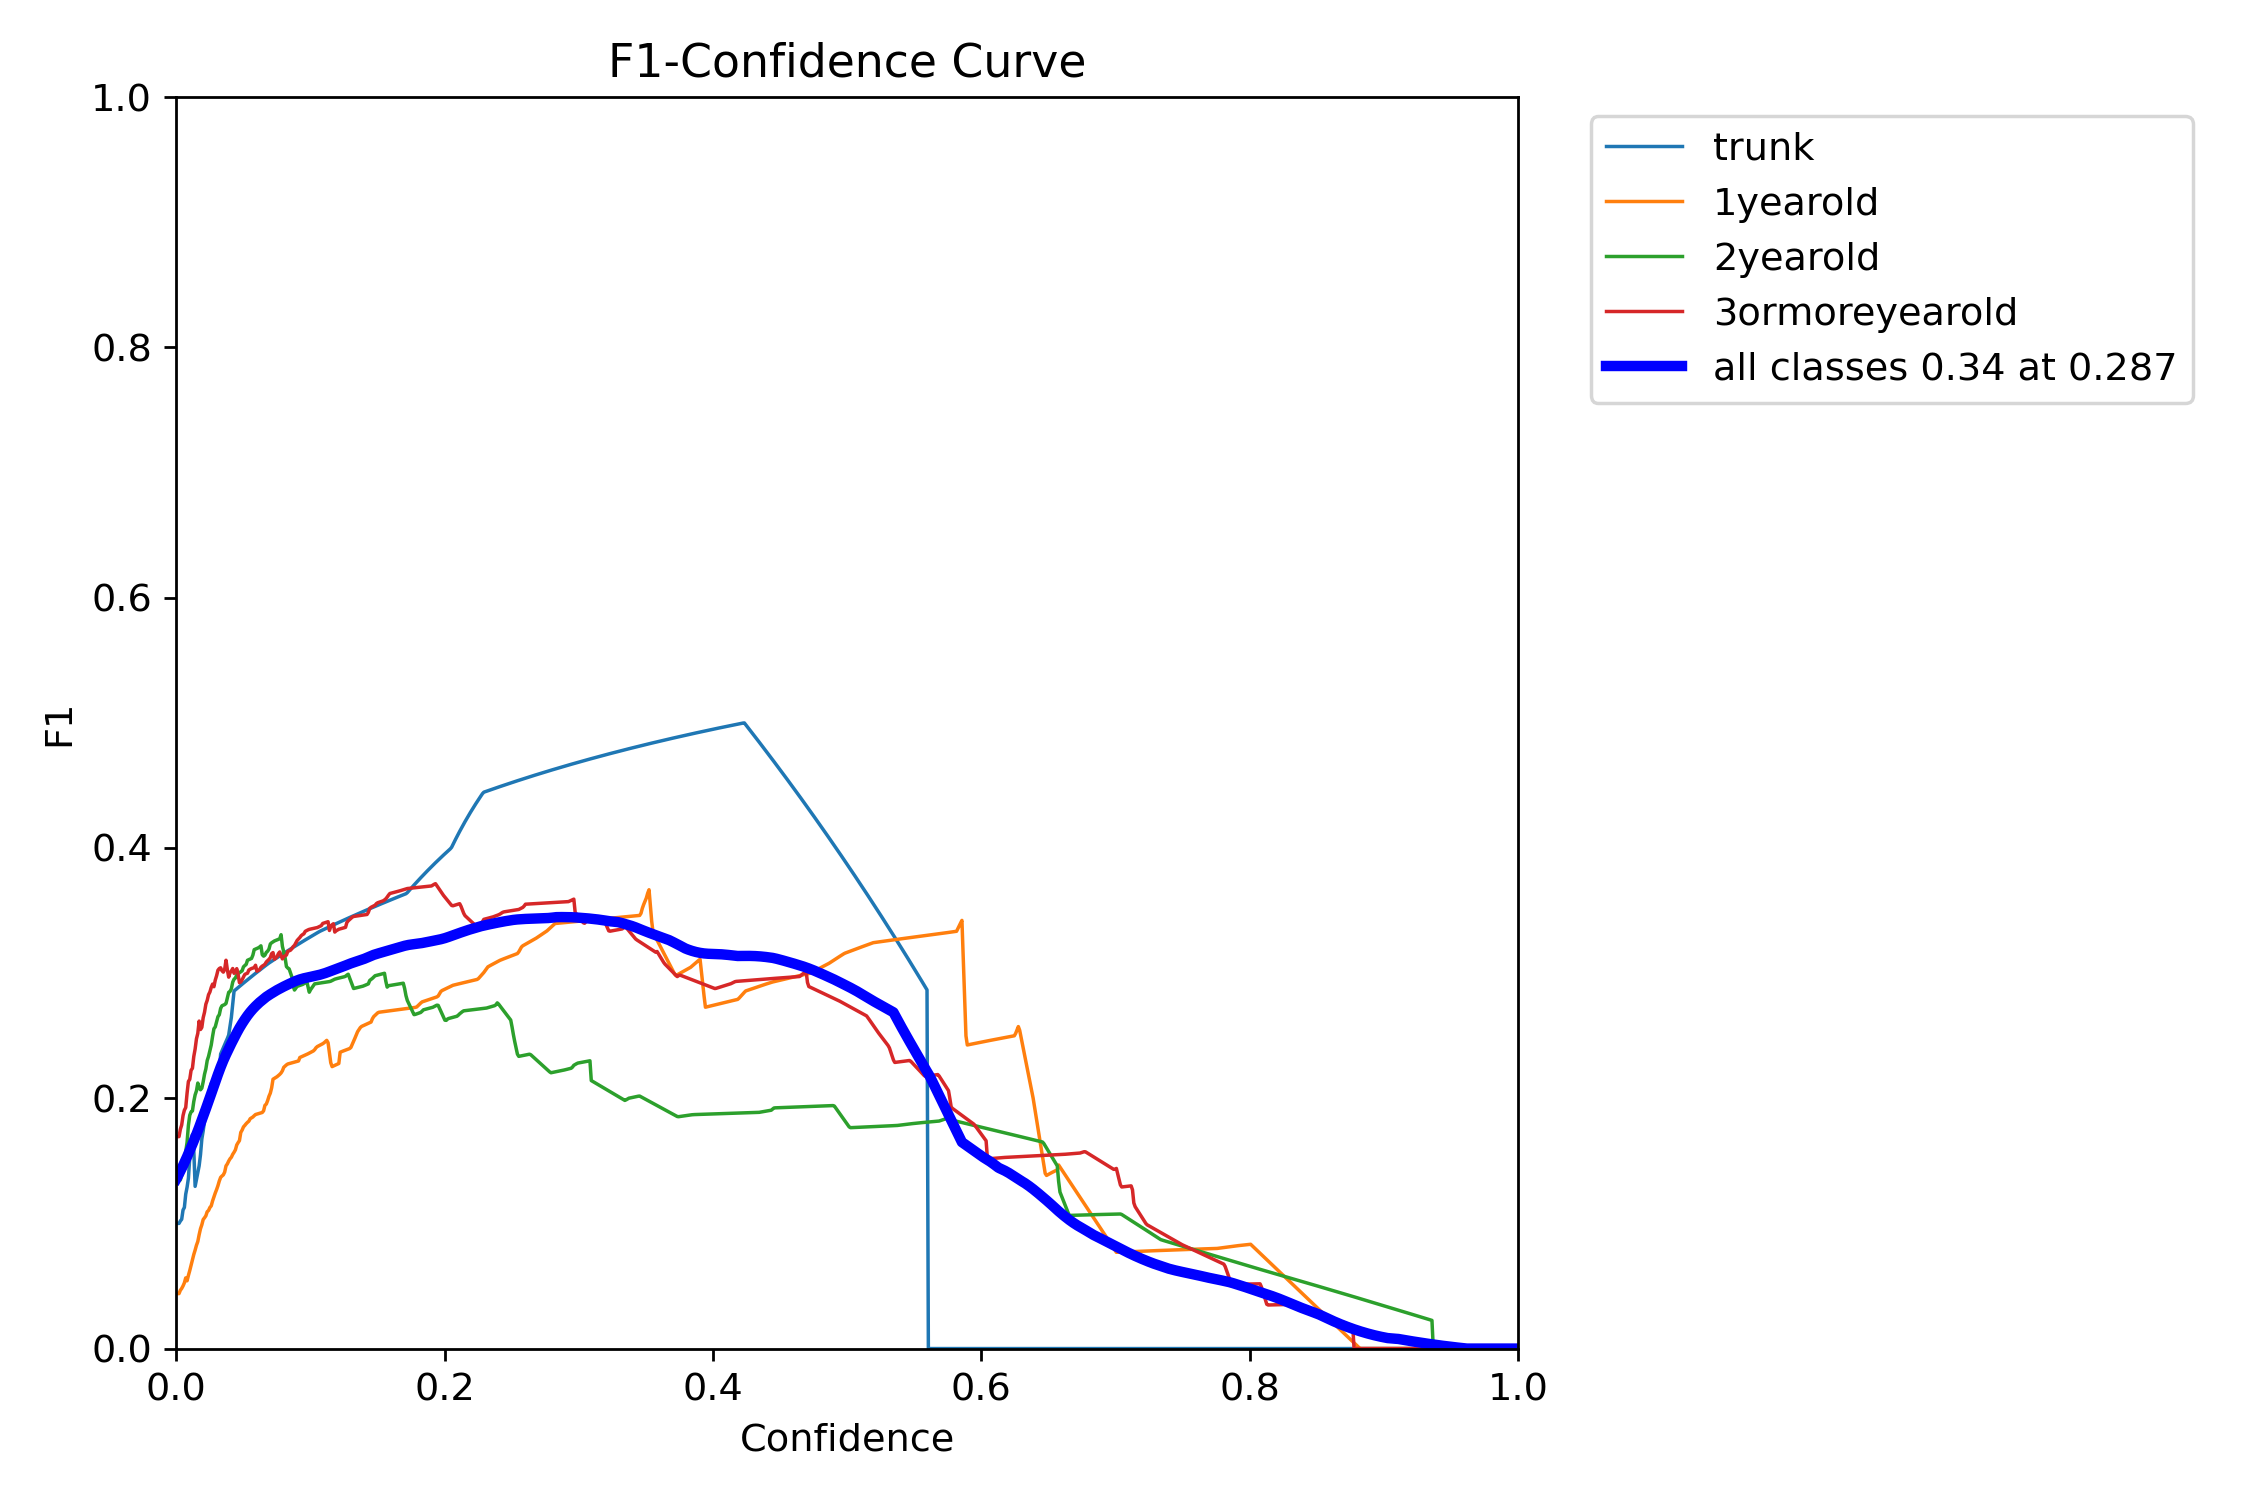 F1-Confidence Curve
1.0
0.8
0.6
0.4
0.2
0.0
F1
0.0 0.2 0.4 0.6 0.8 1.0
Confidence
trunk
1yearold
2yearold
3ormoreyearold
all classes 0.34 at 0.287